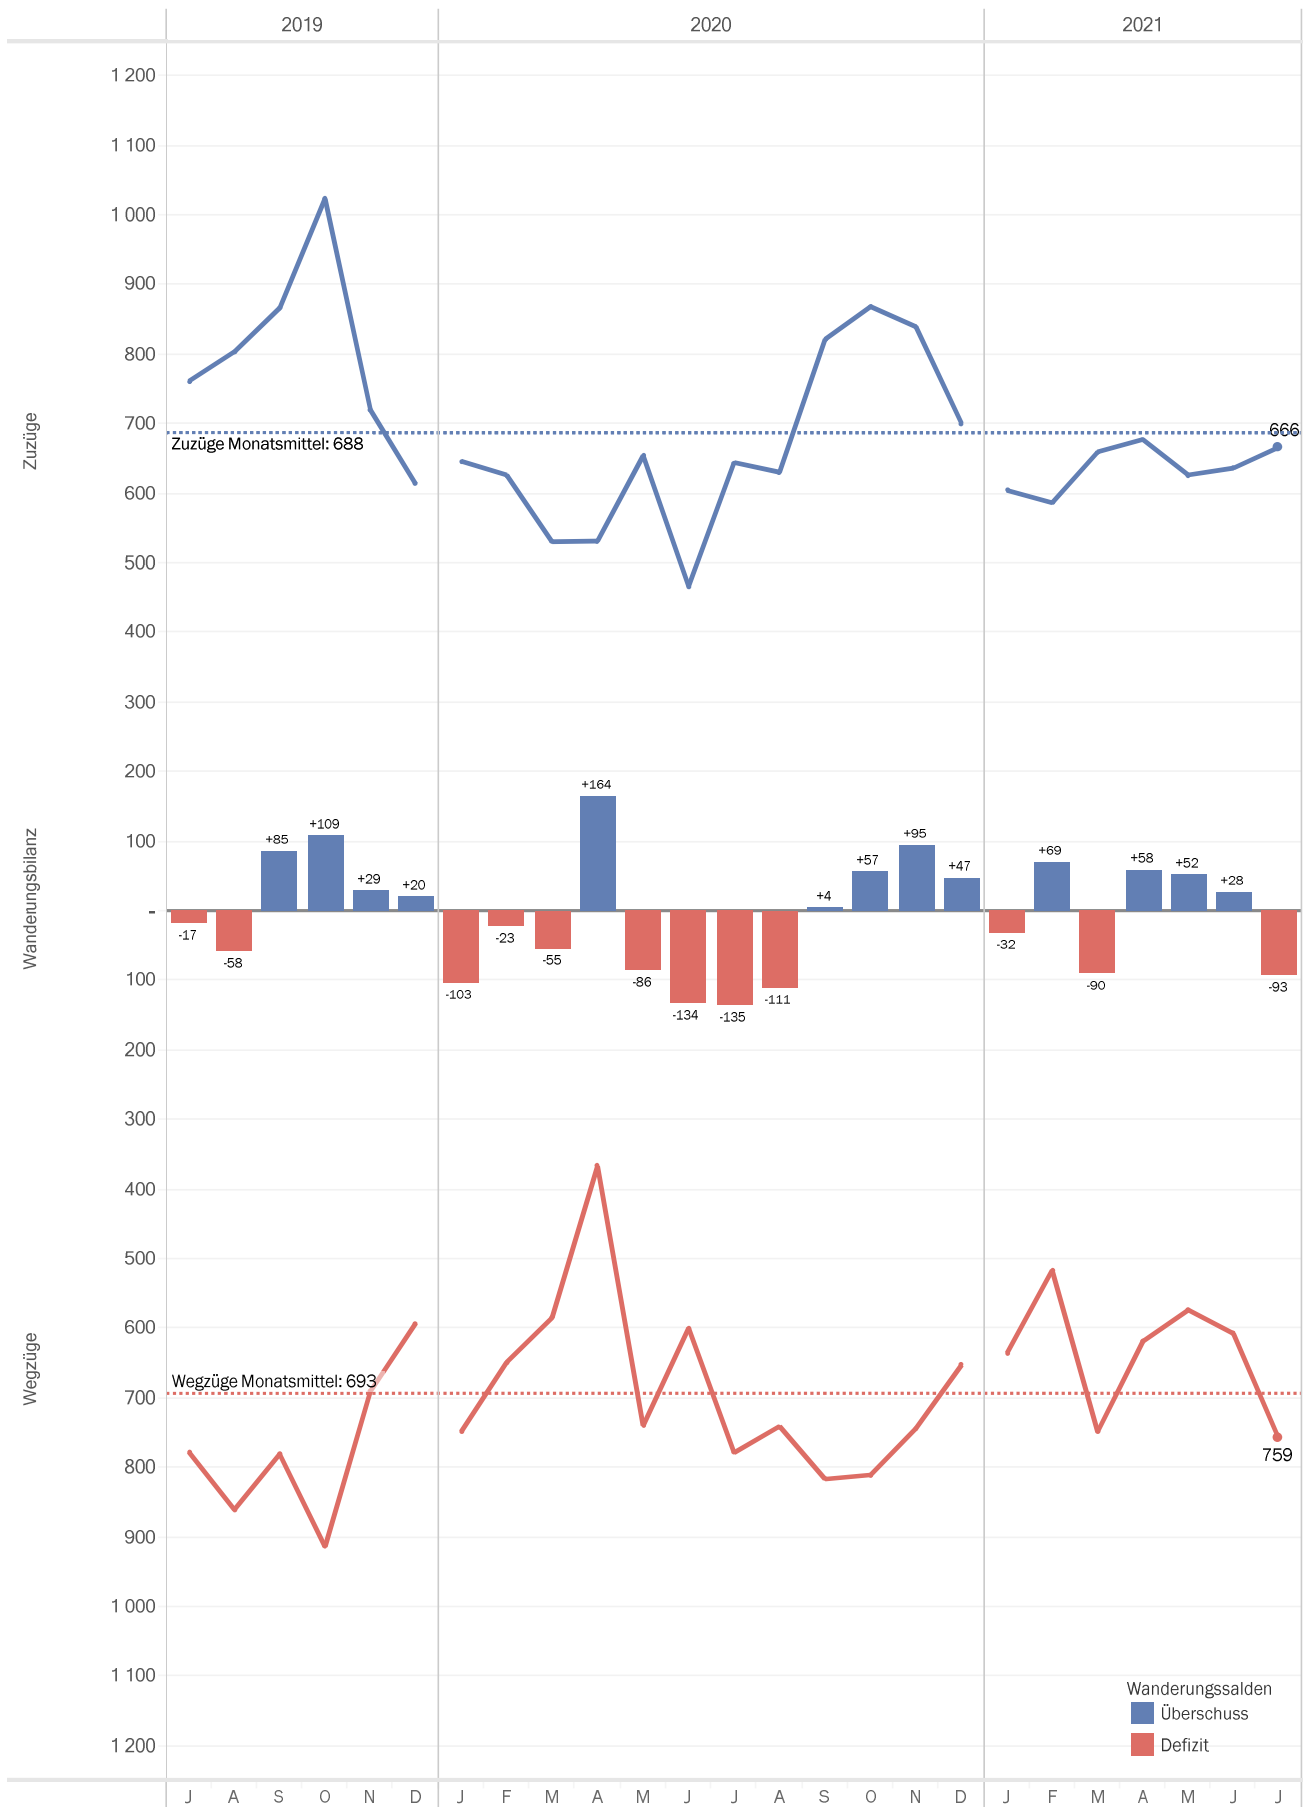 2019 2020 2021
1 200
1 100
1 000
900
800
700
Zuzüge Monatsmittel: 688
666
600
500
400
300
200
100
-
100
200
300
400
500
600
700
800
900
1 000
1 100
1 200
Zuzüge
Wanderungsbilanz
Wegzüge
-17 -58 +85 +109 +29 +20
-103 -23 -55 +164 -86 -134 -135 -111 +4 +57 +95 +47
-32 +69 -90 +58 +52 +28 -93
Wegzüge Monatsmittel: 693
759
Wanderungssalden
Überschuss
Defizit
J A S O N D J F M A M J J A S O N D J F M A M J J